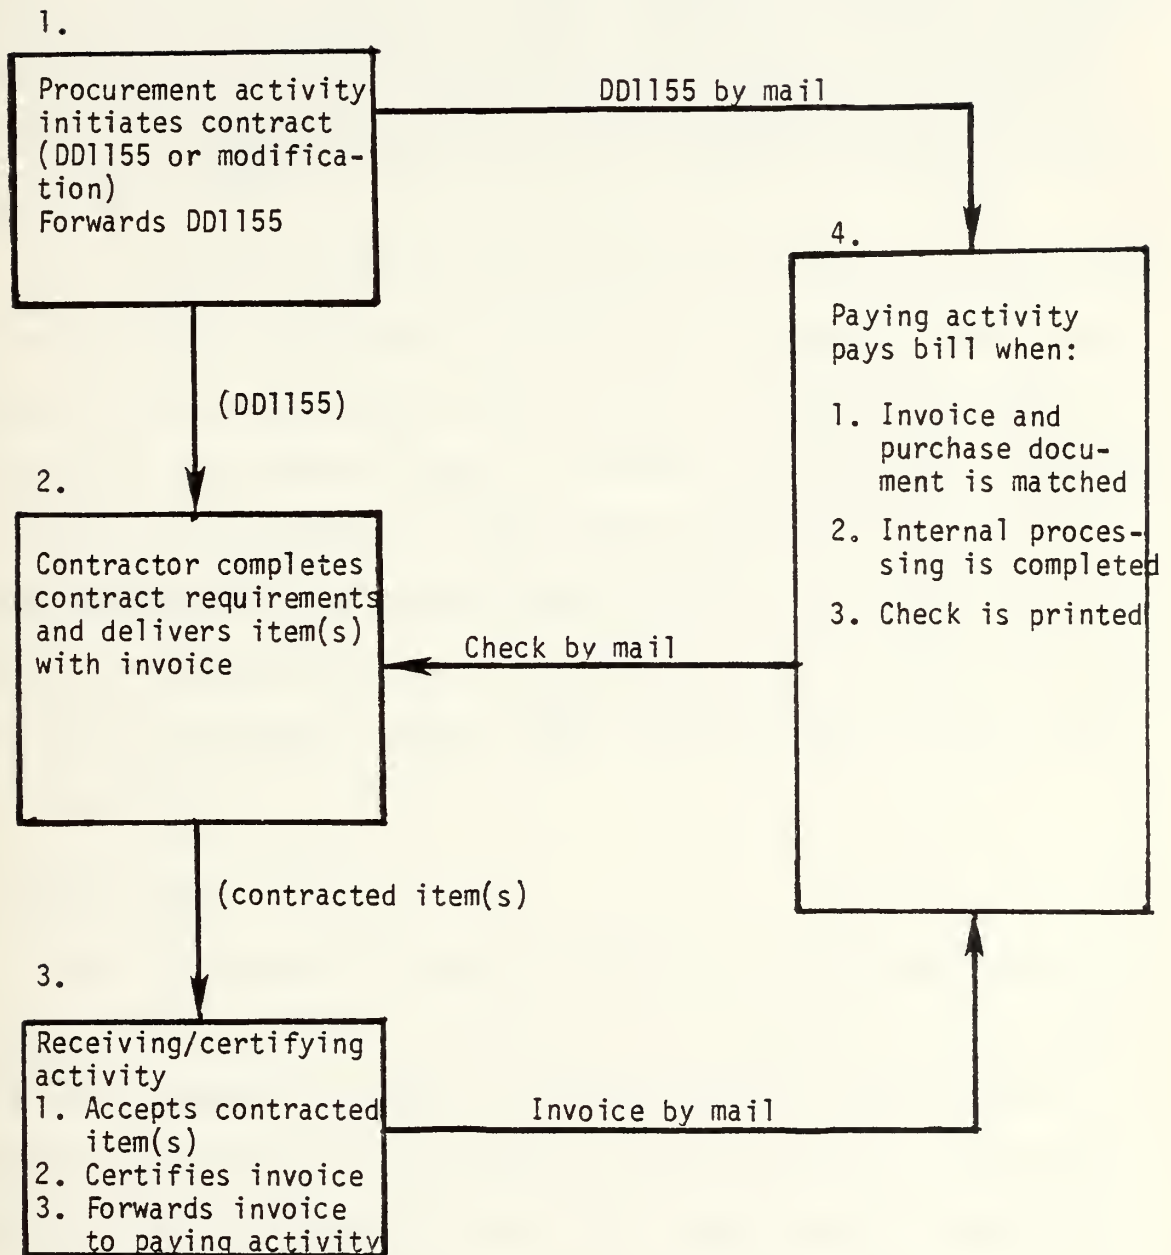 1.
Procurement activity
initiates contract
(DD1155 or modifica-
tion)
Forwards DD1155
DD1155 by mail
(DD1155)
2.
Contractor completes
contract requirements
and delivers item(s)
with invoice
Check by mail
(contracted item(s)
3.
Receiving/certifying
activity
1. Accepts contracted
item(s)
2. Certifies invoice
3. Forwards invoice
to paying activity
Invoice by mail
4.
Paying activity
pays bill when:
1. Invoice and
purchase docu-
ment is matched
2. Internal proces-
sing is completed
3. Check is printed